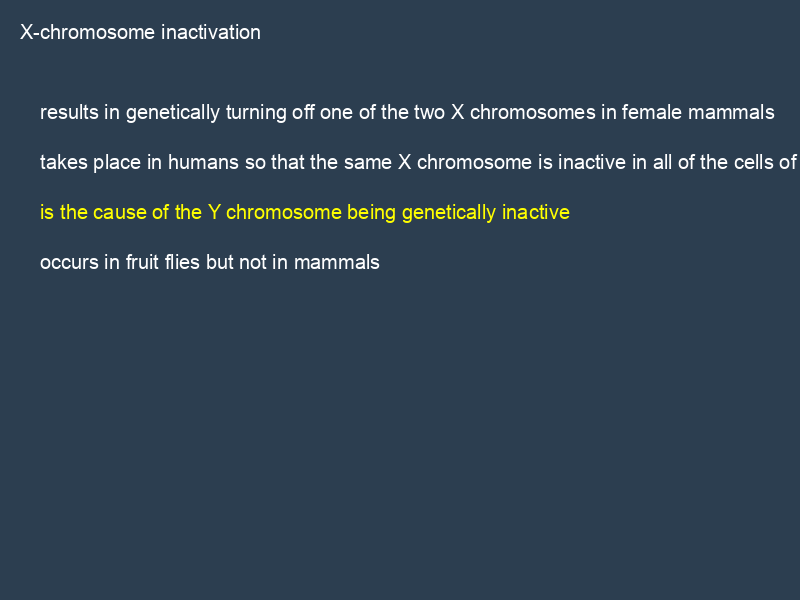 X-chromosome inactivation
results in genetically turning off one of the two X chromosomes in female mammals
takes place in humans so that the same X chromosome is inactive in all of the cells of
is the cause of the Y chromosome being genetically inactive
occurs in fruit flies but not in mammals